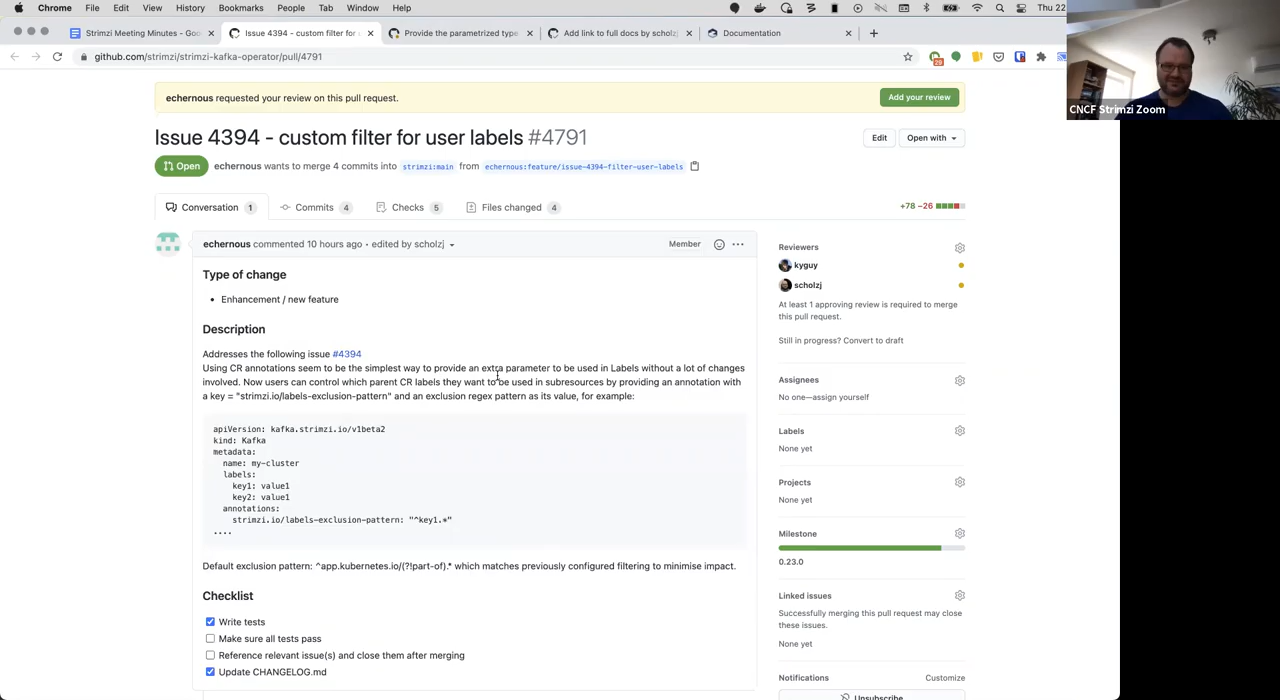 Chrome File Edit View History Bookmarks People Tab Window Help Thu 22
Strimzi Meeting Minutes - Goo
Issue 4394 - custom filter for
Provide the parametrized type
Add link to full docs by scholzj
Documentation
github.com/strimzi/strimzi-kafka-operator/pull/4791
29
CNCF Strimzi Zoom
echernous requested your review on this pull request.
Add your review
Issue 4394 - custom filter for user labels #4791
Edit
Open with
Open
echernous wants to merge 4 commits into strimzi:main from echernous:feature/issue-4394-filter-user-labels
Conversation 1
Commits 4
Checks 5
Files changed 4
+78 −26
echernous commented 10 hours ago • edited by scholzj
Member
Type of change
Enhancement / new feature
Description
Addresses the following issue #4394
Using CR annotations seem to be the simplest way to provide an extra parameter to be used in Labels without a lot of changes
involved. Now users can control which parent CR labels they want to be used in subresources by providing an annotation with
a key = "strimzi.io/labels-exclusion-pattern" and an exclusion regex pattern as its value, for example:
apiVersion: kafka.strimzi.io/v1beta2
kind: Kafka
metadata:
name: my-cluster
labels:
key1: value1
key2: value1
annotations:
strimzi.io/labels-exclusion-pattern: "^key1.*"
....
Default exclusion pattern: ^app.kubernetes.io/(?!part-of).* which matches previously configured filtering to minimise impact.
Checklist
Write tests
Make sure all tests pass
Reference relevant issue(s) and close them after merging
Update CHANGELOG.md
Reviewers
kyguy
scholzj
At least 1 approving review is required to merge
this pull request.
Still in progress? Convert to draft
Assignees
No one—assign yourself
Labels
None yet
Projects
None yet
Milestone
0.23.0
Linked issues
Successfully merging this pull request may close
these issues.
None yet
Notifications
Customize
Unsubscribe